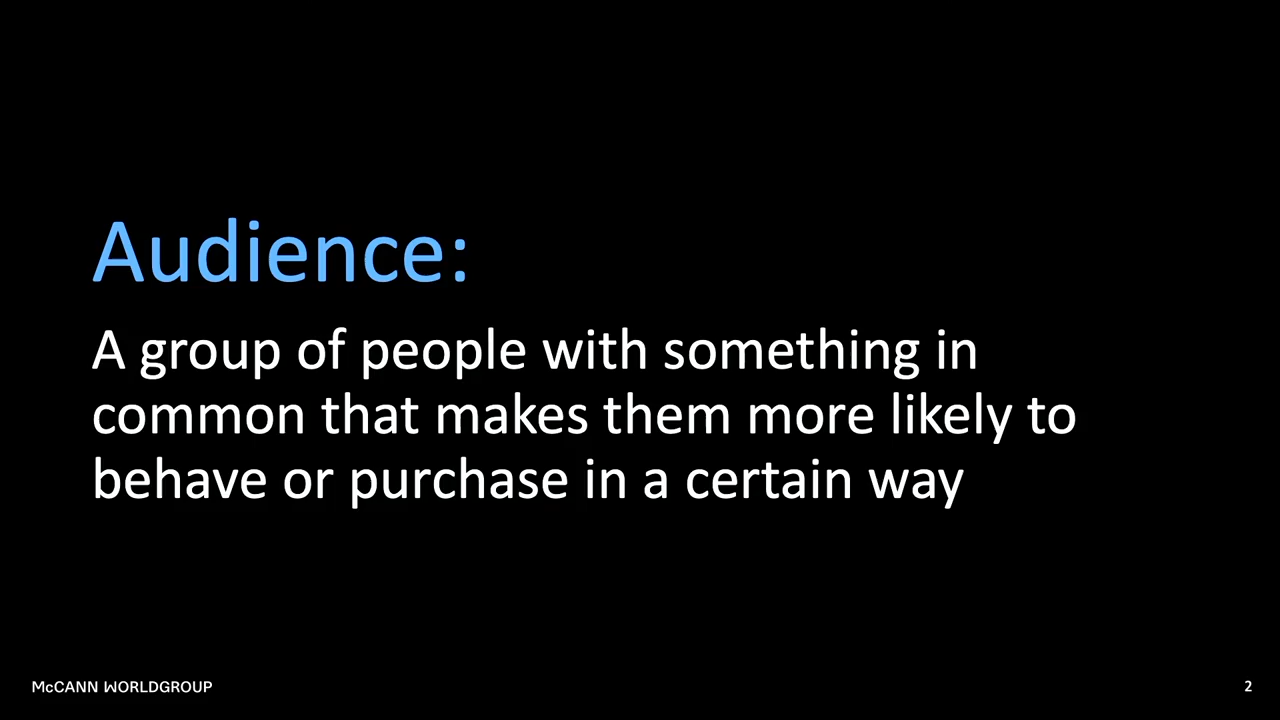 Audience:
A group of people with something in
common that makes them more likely to
behave or purchase in a certain way
McCANN WORLDGROUP
2